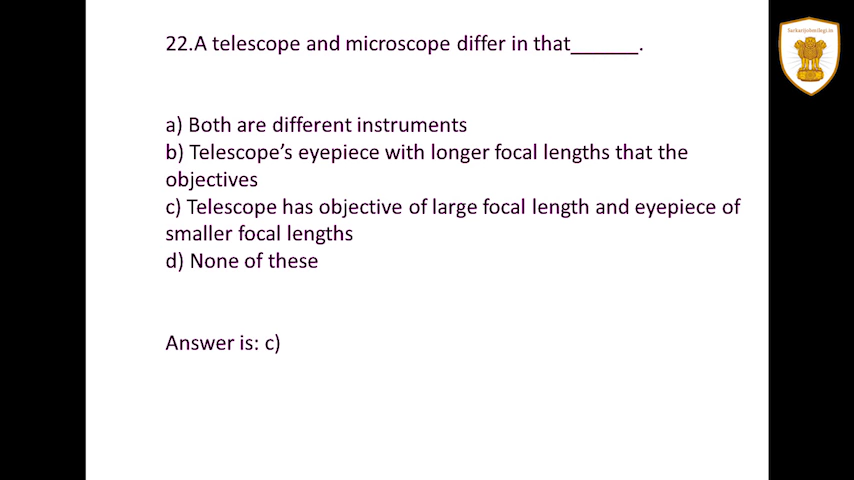 Sarkarijobmilegi.in
22.A telescope and microscope differ in that______.
a) Both are different instruments
b) Telescope’s eyepiece with longer focal lengths that the
objectives
c) Telescope has objective of large focal length and eyepiece of
smaller focal lengths
d) None of these
Answer is: c)